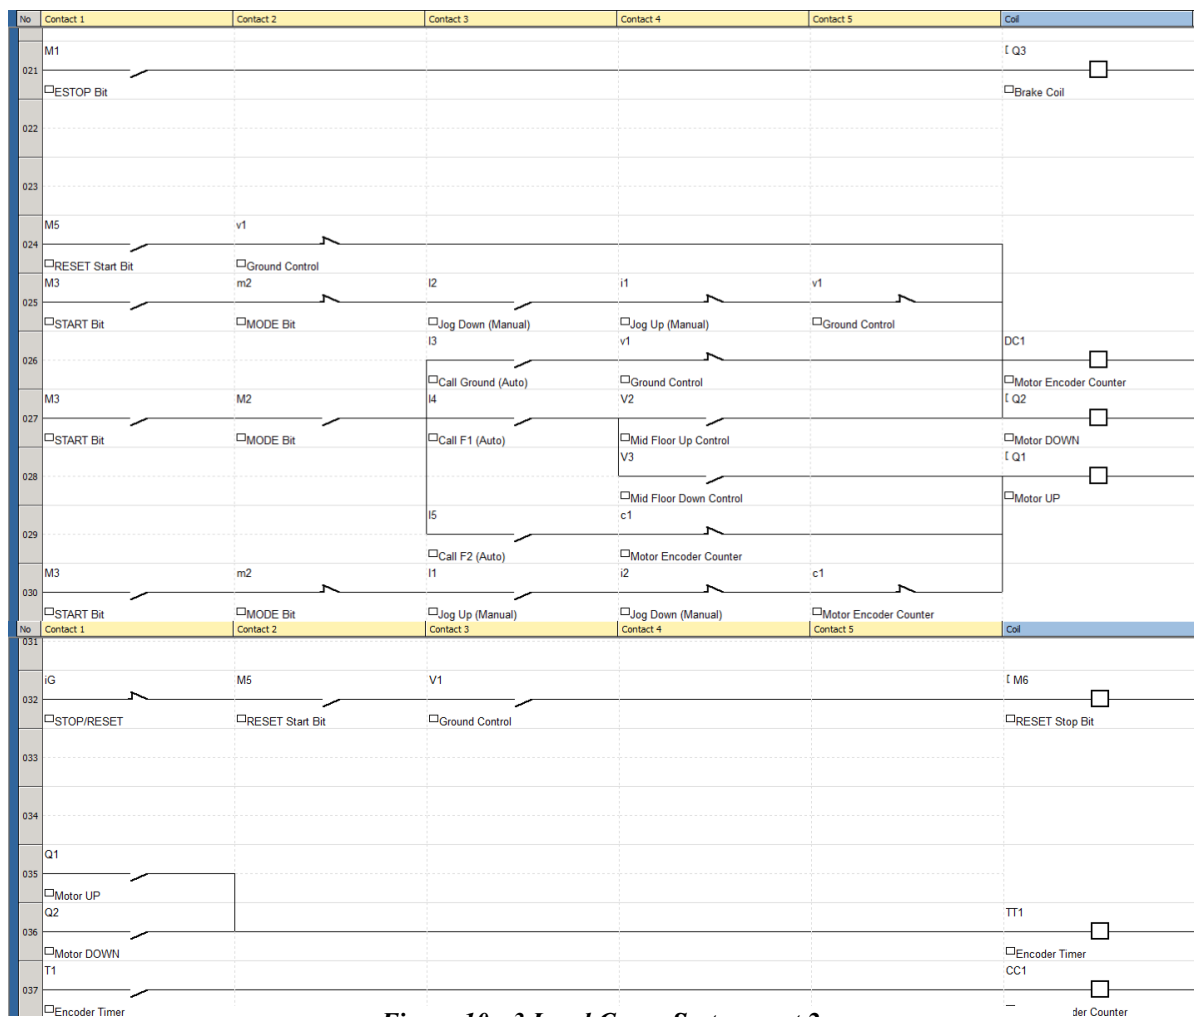 No Contact 1 Contact 2 Contact 3 Contact 4 Contact 5 Coil
M1 [ Q3
021
ESTOP Bit Brake Coil
022
023
M5 v1
024
RESET Start Bit Ground Control
M3 m2 I2 i1 v1
025
START Bit MODE Bit Jog Down (Manual) Jog Up (Manual) Ground Control
I3 v1 DC1
026
Call Ground (Auto) Ground Control Motor Encoder Counter
M3 M2 I4 V2 [ Q2
027
START Bit MODE Bit Call F1 (Auto) Mid Floor Up Control Motor DOWN
V3 [ Q1
028
Mid Floor Down Control Motor UP
I5 c1
029
Call F2 (Auto) Motor Encoder Counter
M3 m2 I1 i2 c1
030
START Bit MODE Bit Jog Up (Manual) Jog Down (Manual) Motor Encoder Counter
No Contact 1 Contact 2 Contact 3 Contact 4 Contact 5 Coil
031
iG M5 V1 [ M6
032
STOP/RESET RESET Start Bit Ground Control RESET Stop Bit
033
034
Q1
035
Motor UP
Q2 TT1
036
Motor DOWN Encoder Timer
T1 CC1
037
Encoder Timer Counter